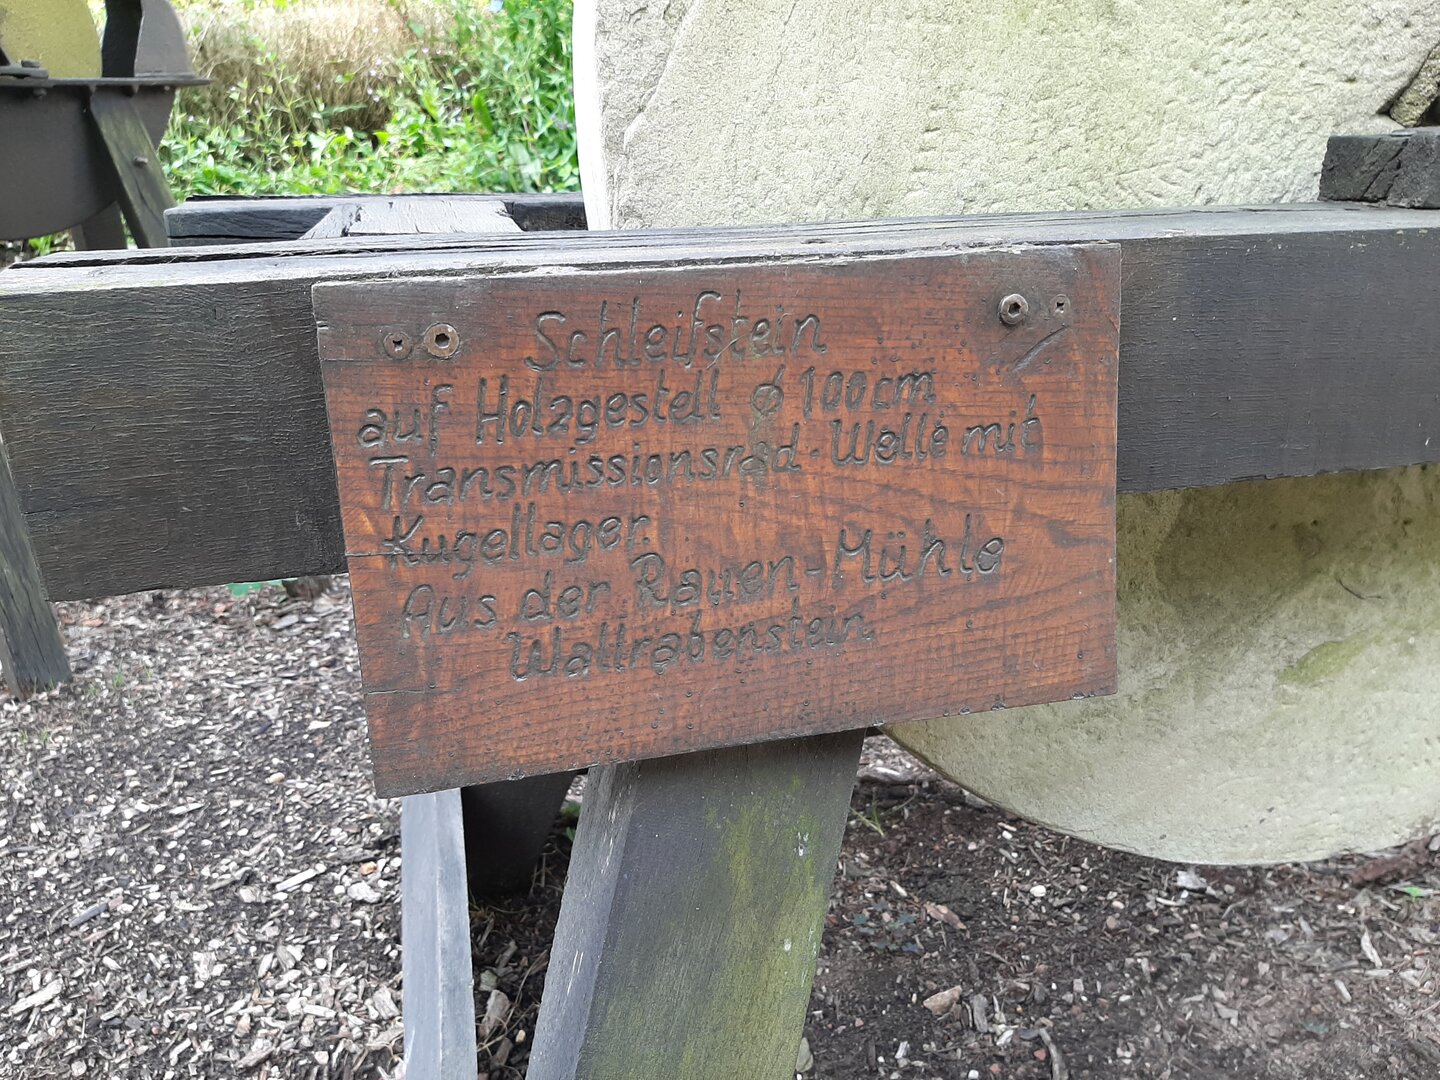 Schleifstein
auf Holzgestell ø 100cm
Transmissionsrad · Welle mit
Kugellager.
Aus der Rauen-Mühle
Wallrabenstein